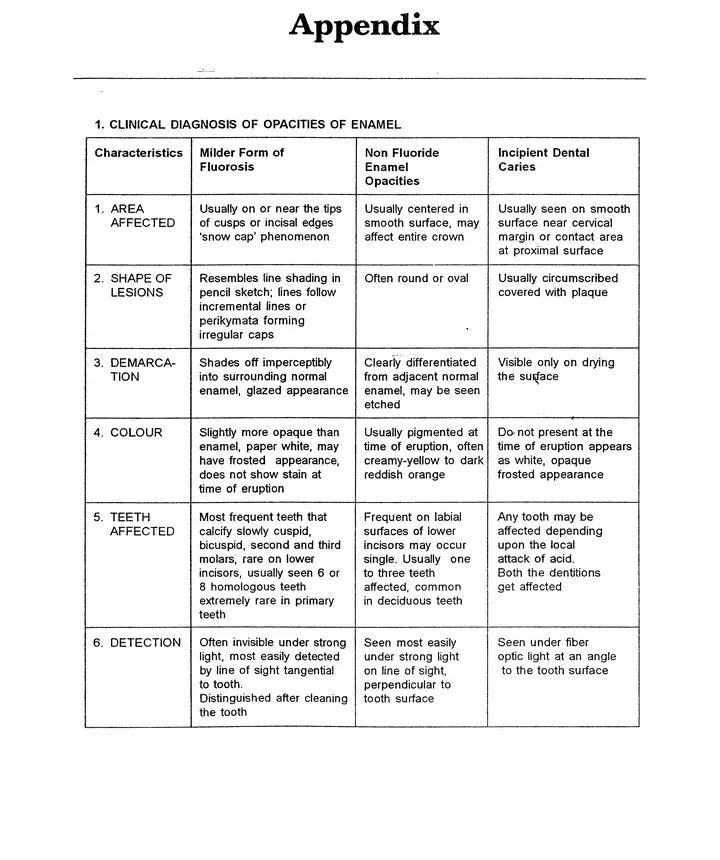 Appendix
1. CLINICAL DIAGNOSIS OF OPACITIES OF ENAMEL
Characteristics
Milder Form of
Fluorosis
Non Fluoride
Enamel
Opacities
Incipient Dental
Caries
1. AREA
AFFECTED
Usually on or near the tips
of cusps or incisal edges
'snow cap' phenomenon
Usually centered in
smooth surface, may
affect entire crown
Usually seen on smooth
surface near cervical
margin or contact area
at proximal surface
2. SHAPE OF
LESIONS
Resembles line shading in
pencil sketch; lines follow
incremental lines or
perikymata forming
irregular caps
Often round or oval
Usually circumscribed
covered with plaque
3. DEMARCA-
TION
Shades off imperceptibly
into surrounding normal
enamel, glazed appearance
Clearly differentiated
from adjacent normal
enamel, may be seen
etched
Visible only on drying
the surface
4. COLOUR
Slightly more opaque than
enamel, paper white, may
have frosted appearance,
does not show stain at
time of eruption
Usually pigmented at
time of eruption, often
creamy-yellow to dark
reddish orange
Do not present at the
time of eruption appears
as white, opaque
frosted appearance
5. TEETH
AFFECTED
Most frequent teeth that
calcify slowly cuspid,
bicuspid, second and third
molars, rare on lower
incisors, usually seen 6 or
8 homologous teeth
extremely rare in primary
teeth
Frequent on labial
surfaces of lower
incisors may occur
single. Usually one
to three teeth
affected, common
in deciduous teeth
Any tooth may be
affected depending
upon the local
attack of acid.
Both the dentitions
get affected
6. DETECTION
Often invisible under strong
light, most easily detected
by line of sight tangential
to tooth.
Distinguished after cleaning
the tooth
Seen most easily
under strong light
on line of sight,
perpendicular to
tooth surface
Seen under fiber
optic light at an angle
to the tooth surface